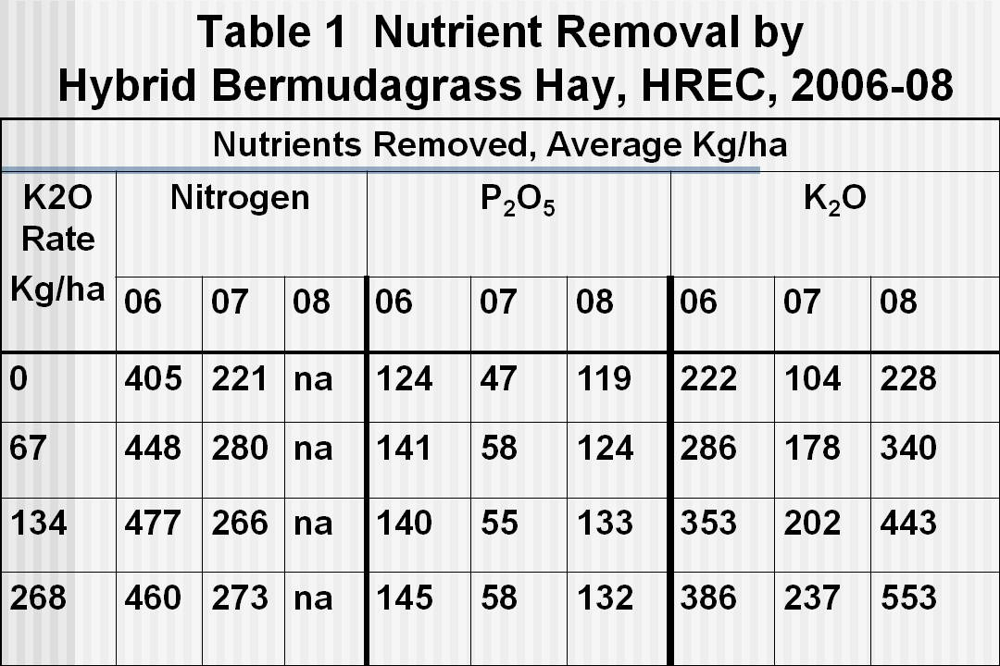 Table 1  Nutrient Removal by
Hybrid Bermudagrass Hay, HREC, 2006-08
Nutrients Removed, Average Kg/ha
K2O Rate Kg/ha Nitrogen P₂O₅ K₂O
06 07 08 06 07 08 06 07 08
0 405 221 na 124 47 119 222 104 228
67 448 280 na 141 58 124 286 178 340
134 477 266 na 140 55 133 353 202 443
268 460 273 na 145 58 132 386 237 553